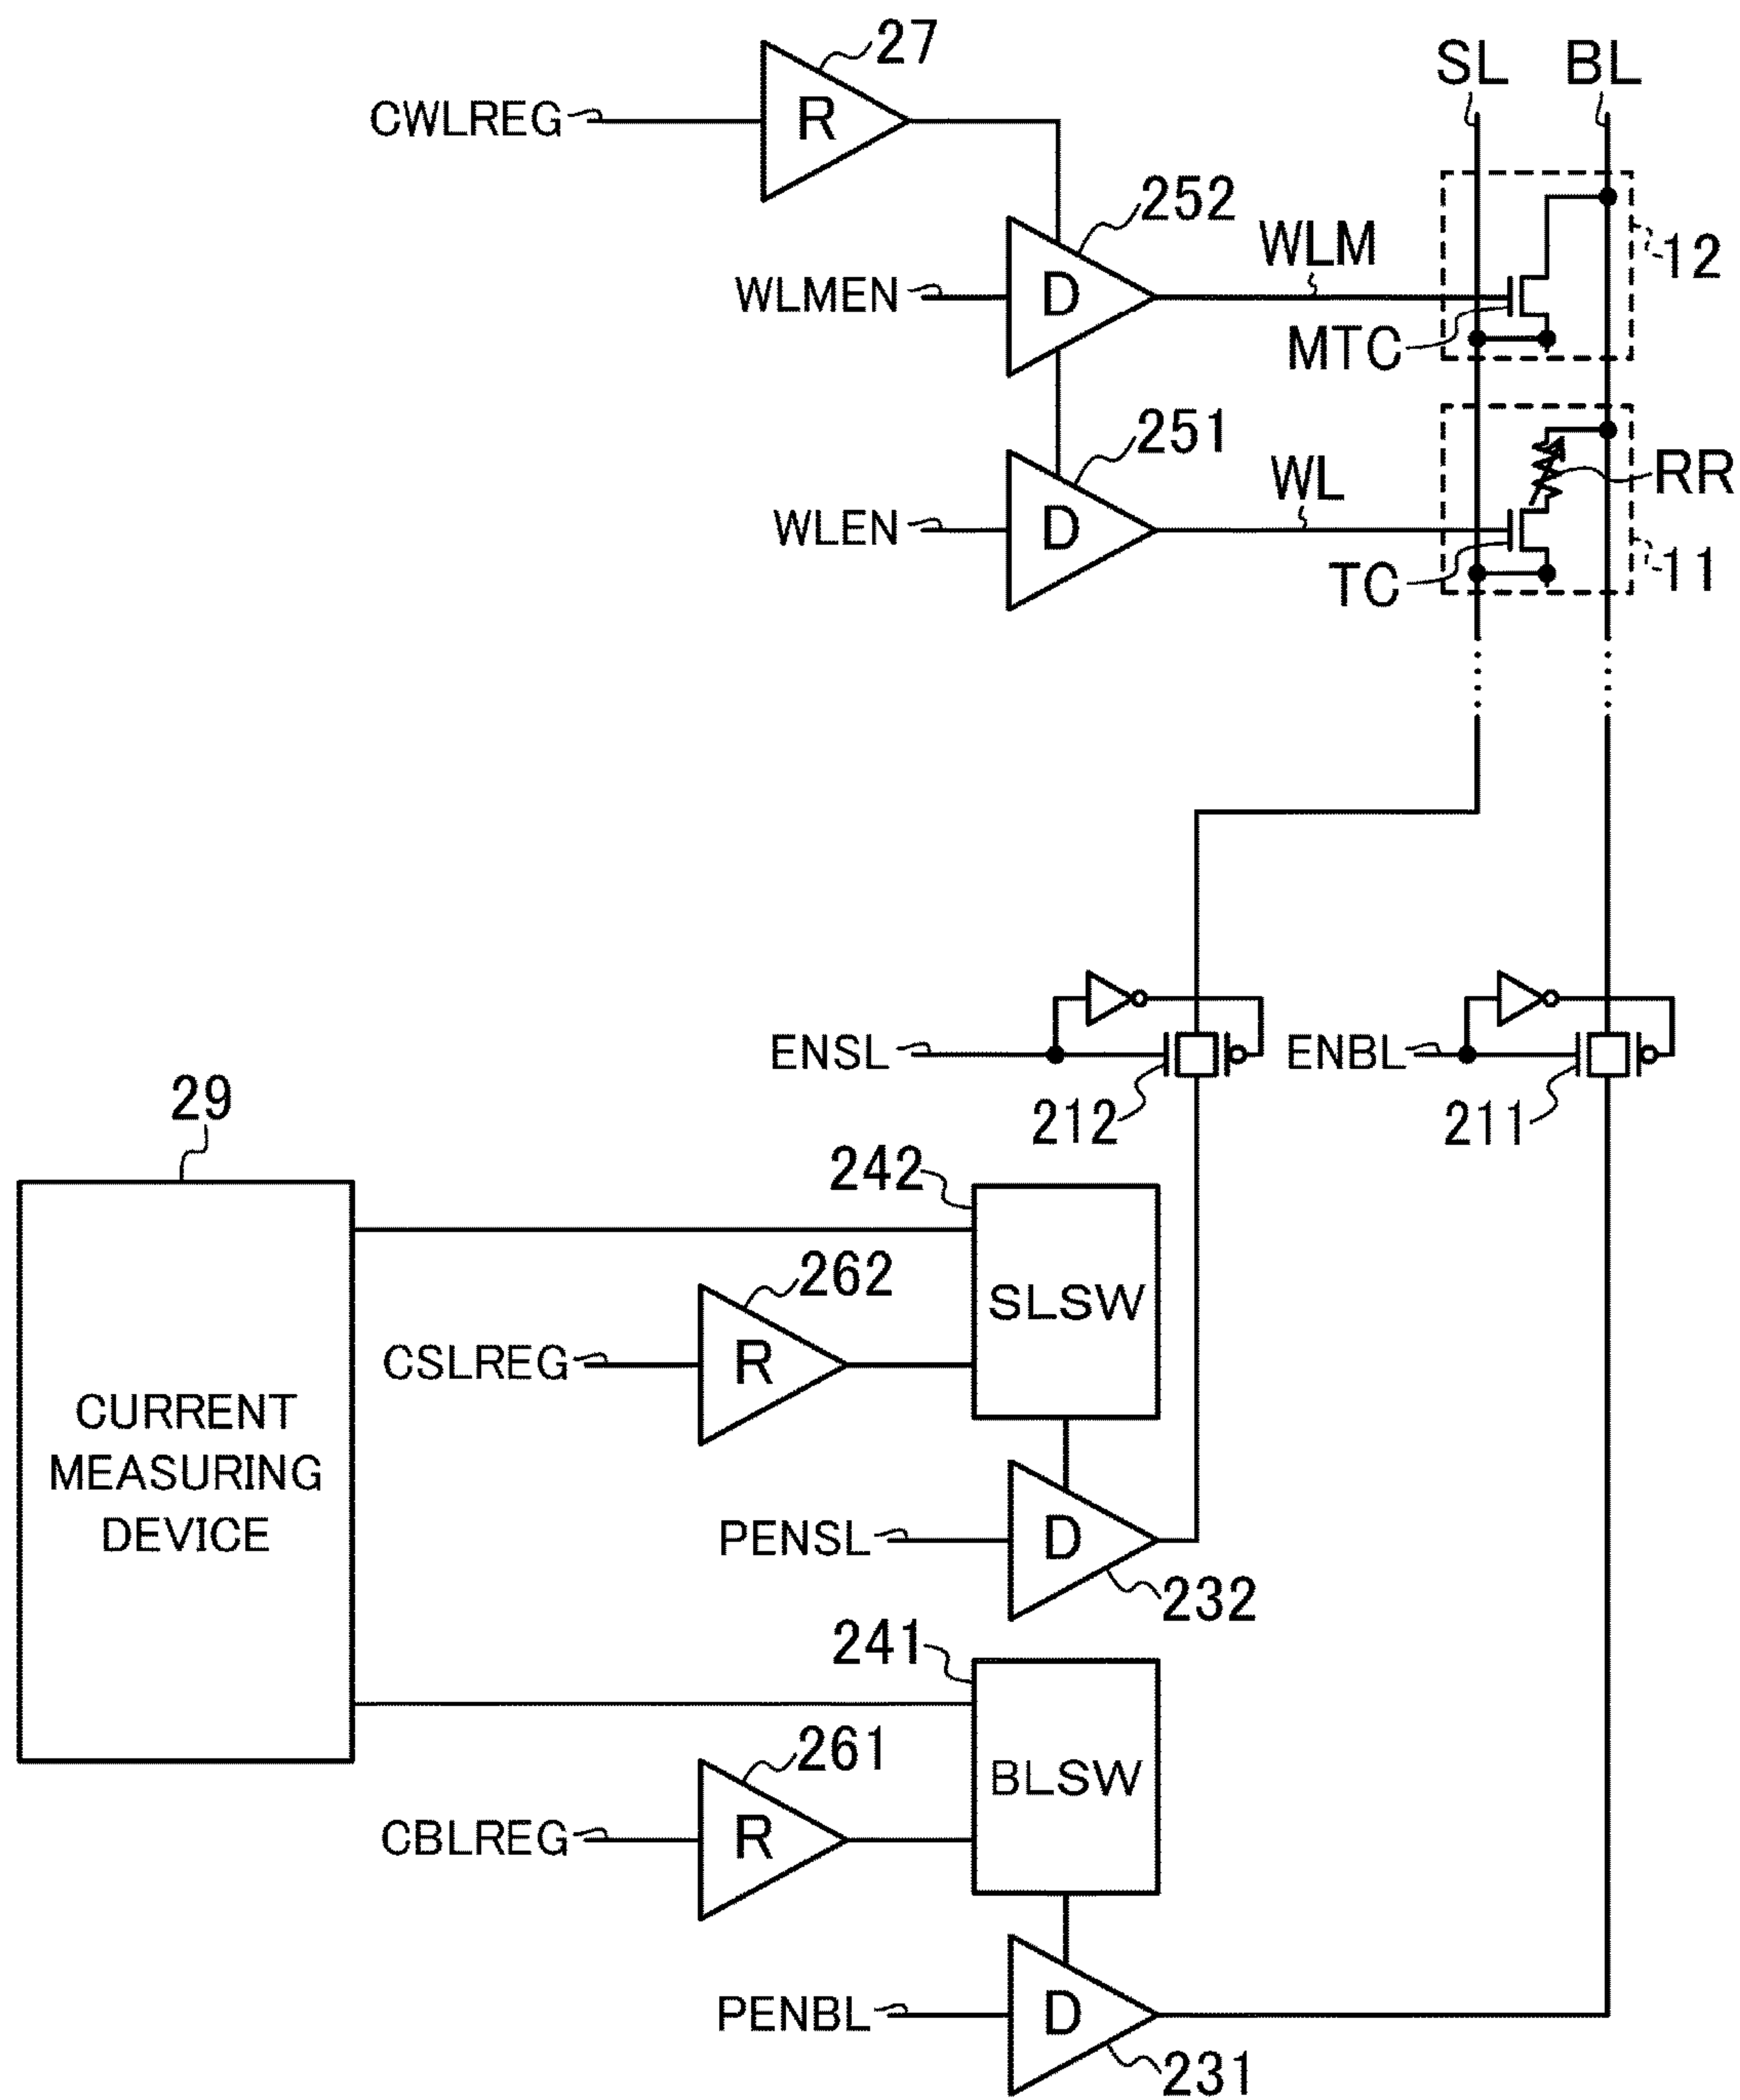 27
SL BL
CWLREG
R
252
WLM
12
WLMEN
D
MTC
251
WL
RR
WLEN
D
TC
11
ENSL
ENBL
29
212
211
242
262
SLSW
CSLREG
R
CURRENT
MEASURING
DEVICE
PENSL
D
232
241
261
BLSW
CBLREG
R
PENBL
D
231